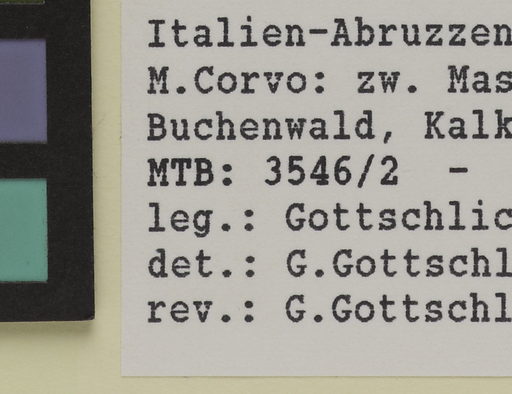 Italien-Abruzzen
M.Corvo: zw. Mas
Buchenwald, Kalk
MTB: 3546/2 -
leg.: Gottschlic
det.: G.Gottschl
rev.: G.Gottschl